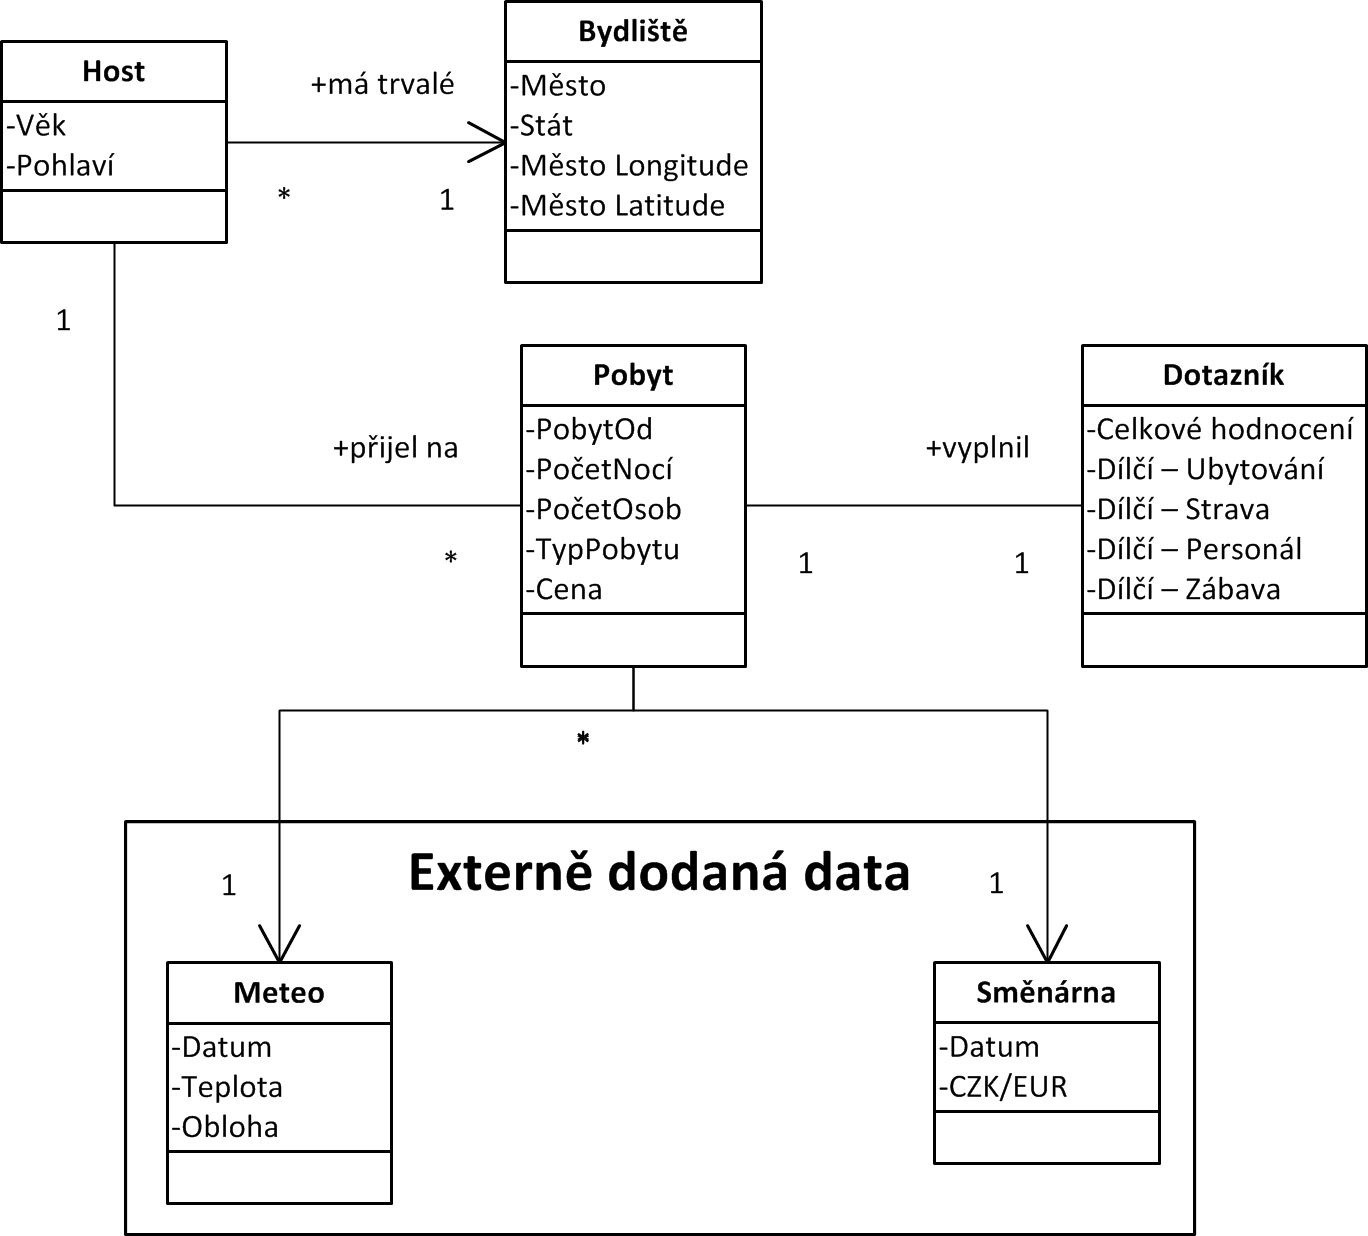 Host
-Věk
-Pohlaví
+má trvalé
*
1
Bydliště
-Město
-Stát
-Město Longitude
-Město Latitude
1
+přijel na
*
Pobyt
-PobytOd
-PočetNocí
-PočetOsob
-TypPobytu
-Cena
+vyplnil
1
1
Dotazník
-Celkové hodnocení
-Dílčí – Ubytování
-Dílčí – Strava
-Dílčí – Personál
-Dílčí – Zábava
*
Externě dodaná data
1
1
Meteo
-Datum
-Teplota
-Obloha
Směnárna
-Datum
-CZK/EUR